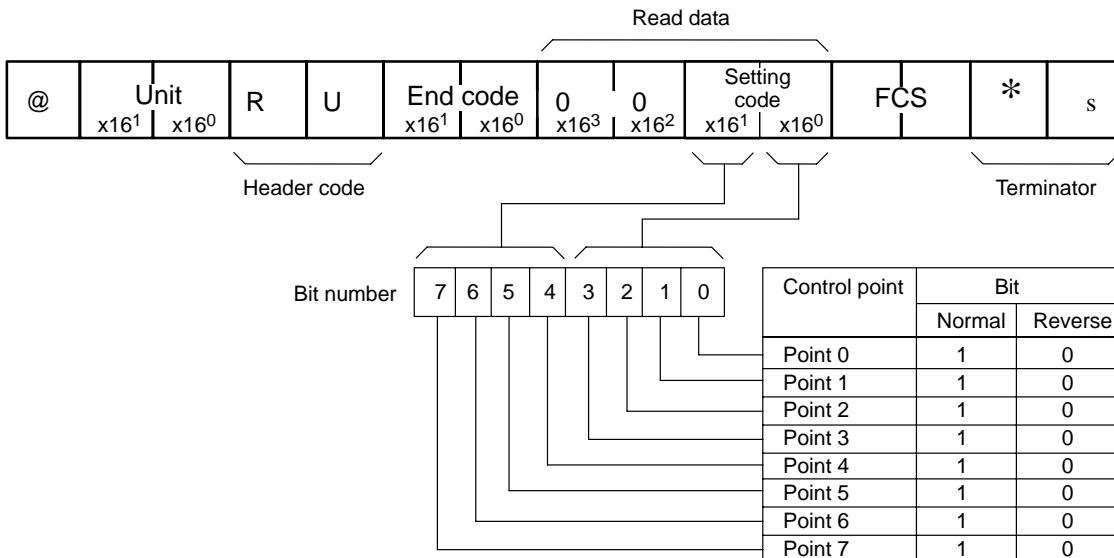 Read data
@ Unit R U End code 0 0 Setting code FCS * s
x16¹ x16⁰ x16¹ x16⁰ x16³ x16² x16¹ x16⁰
Header code Terminator
Bit number 7 6 5 4 3 2 1 0
Control point Bit
Normal Reverse
Point 0 1 0
Point 1 1 0
Point 2 1 0
Point 3 1 0
Point 4 1 0
Point 5 1 0
Point 6 1 0
Point 7 1 0